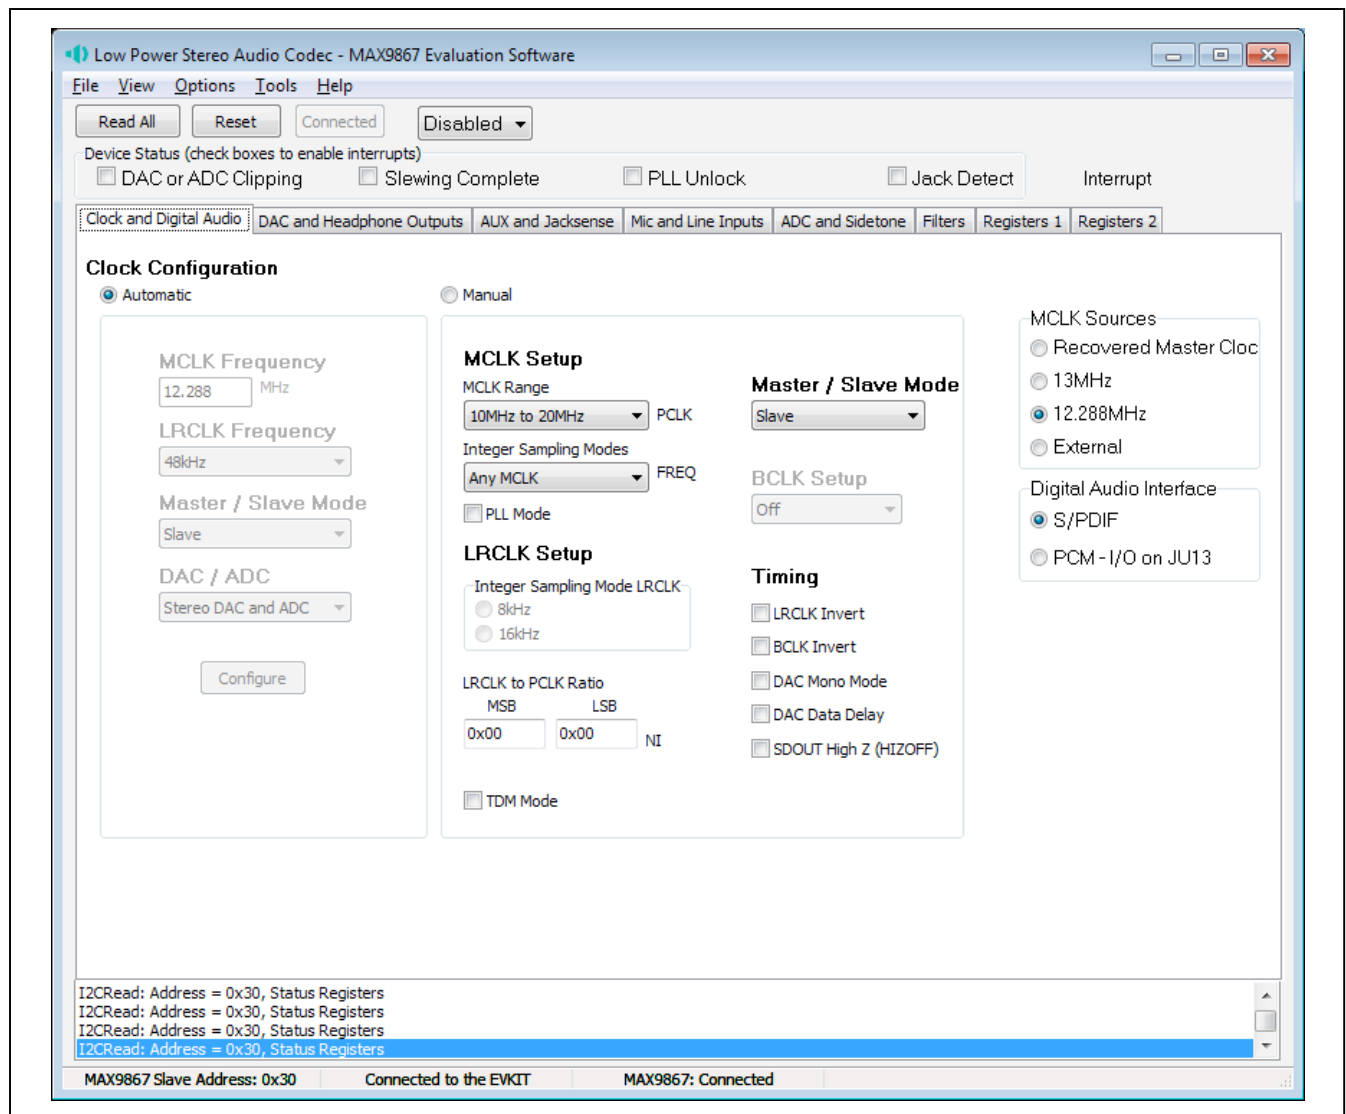 Low Power Stereo Audio Codec - MAX9867 Evaluation Software
File View Options Tools Help
Read All Reset Connected Disabled
Device Status (check boxes to enable interrupts)
DAC or ADC Clipping Slewing Complete PLL Unlock Jack Detect Interrupt
Clock and Digital Audio DAC and Headphone Outputs AUX and Jacksense Mic and Line Inputs ADC and Sidetone Filters Registers 1 Registers 2
Clock Configuration
Automatic
MCLK Frequency
12.288 MHz
LRCLK Frequency
48kHz
Master / Slave Mode
Slave
DAC / ADC
Stereo DAC and ADC
Configure
Manual
MCLK Setup
MCLK Range
10MHz to 20MHz PCLK
Integer Sampling Modes
Any MCLK FREQ
PLL Mode
LRCLK Setup
Integer Sampling Mode LRCLK
8kHz
16kHz
LRCLK to PCLK Ratio
MSB LSB
0x00 0x00 NI
TDM Mode
Master / Slave Mode
Slave
BCLK Setup
Off
Timing
LRCLK Invert
BCLK Invert
DAC Mono Mode
DAC Data Delay
SDOUT High Z (HIZOFF)
MCLK Sources
Recovered Master Cloc
13MHz
12.288MHz
External
Digital Audio Interface
S/PDIF
PCM - I/O on JU13
I2CRead: Address = 0x30, Status Registers
I2CRead: Address = 0x30, Status Registers
I2CRead: Address = 0x30, Status Registers
I2CRead: Address = 0x30, Status Registers
MAX9867 Slave Address: 0x30 Connected to the EVKIT MAX9867: Connected